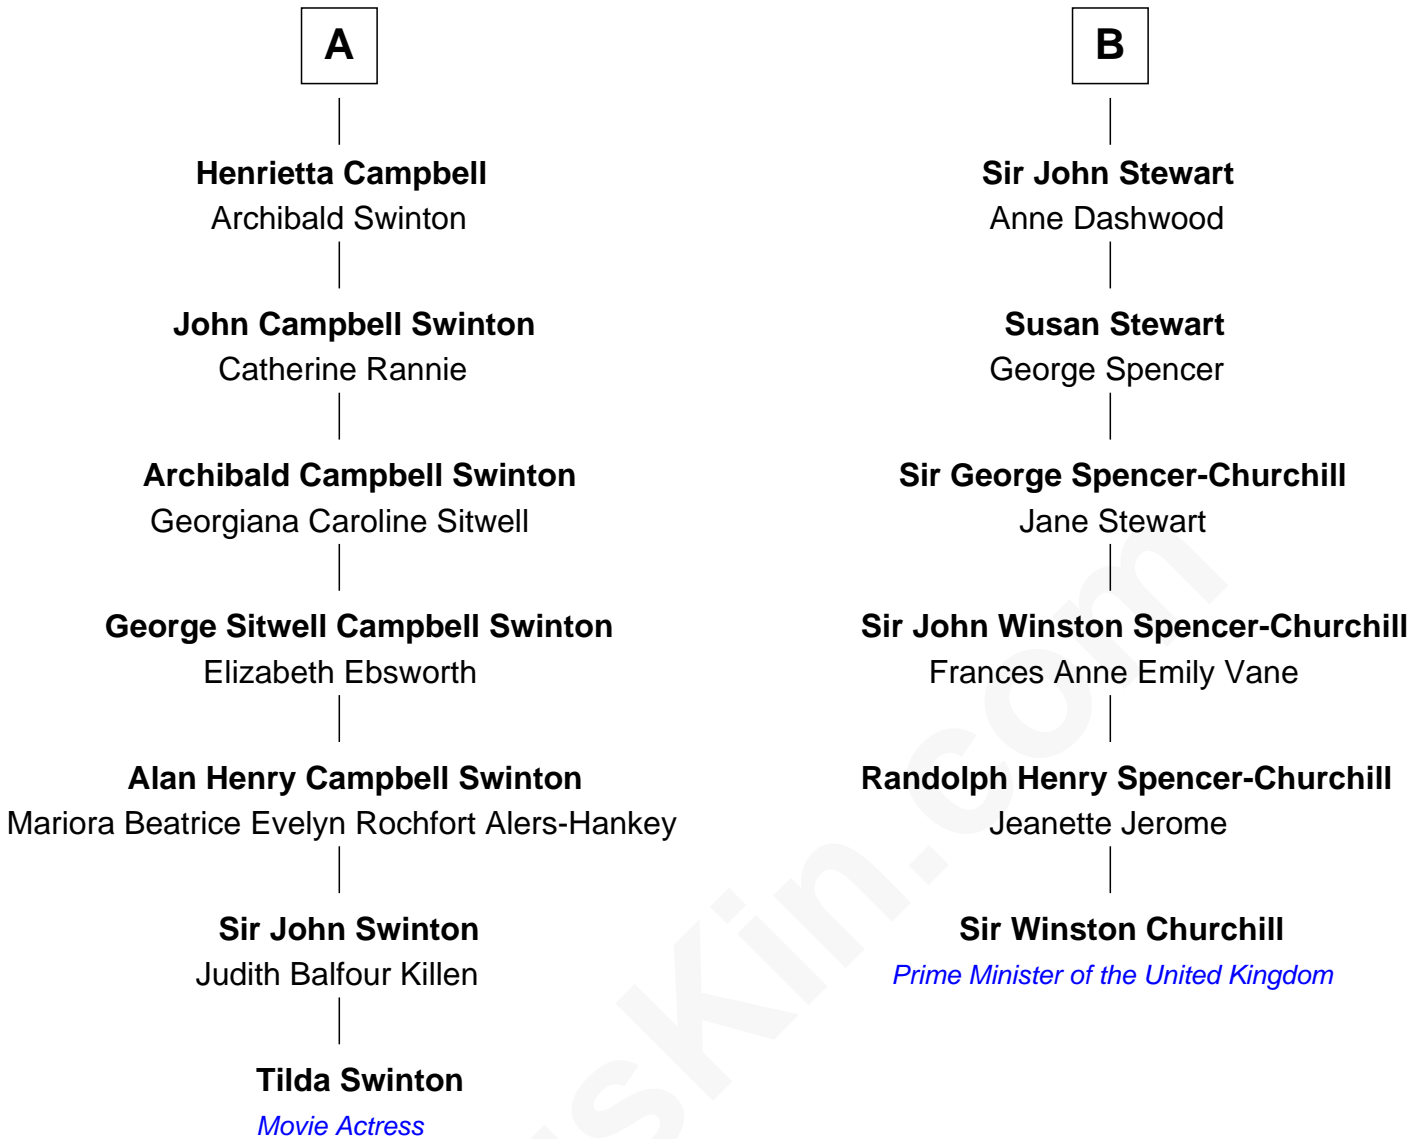 A
Henrietta Campbell
Archibald Swinton
John Campbell Swinton
Catherine Rannie
Archibald Campbell Swinton
Georgiana Caroline Sitwell
George Sitwell Campbell Swinton
Elizabeth Ebsworth
Alan Henry Campbell Swinton
Mariora Beatrice Evelyn Rochfort Alers-Hankey
Sir John Swinton
Judith Balfour Killen
Tilda Swinton
Movie Actress
B
Sir John Stewart
Anne Dashwood
Susan Stewart
George Spencer
Sir George Spencer-Churchill
Jane Stewart
Sir John Winston Spencer-Churchill
Frances Anne Emily Vane
Randolph Henry Spencer-Churchill
Jeanette Jerome
Sir Winston Churchill
Prime Minister of the United Kingdom